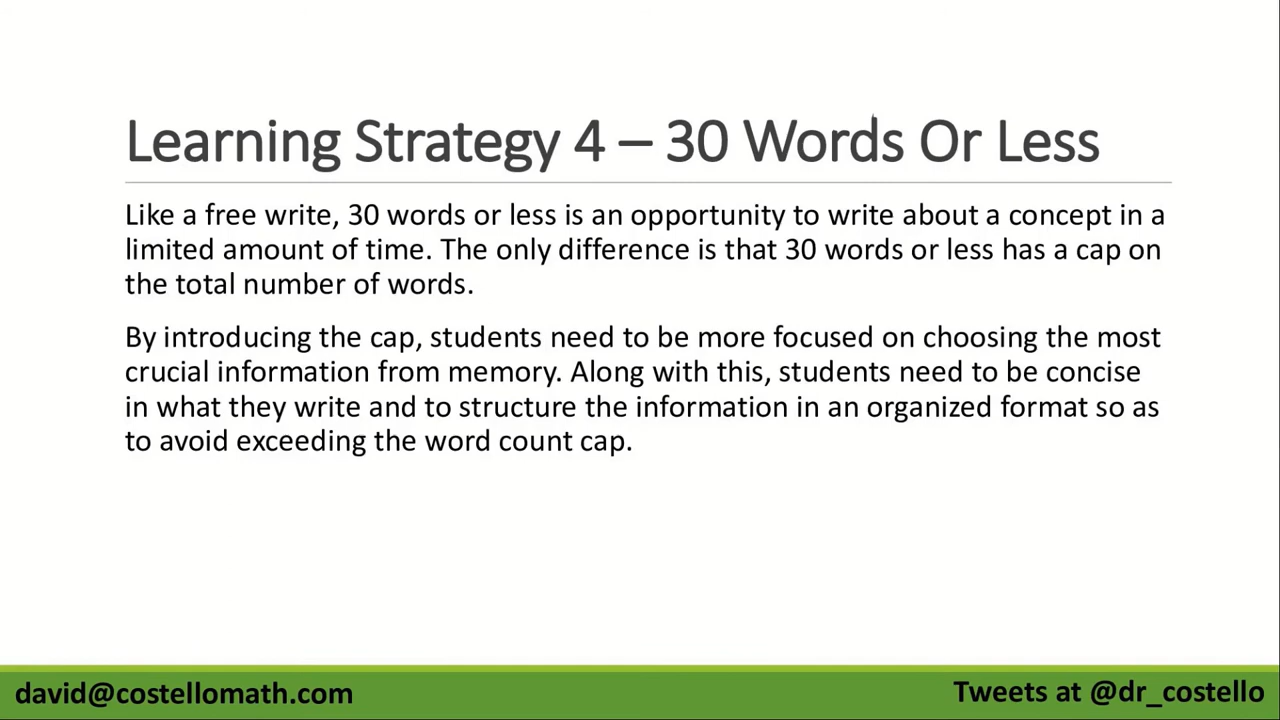 Learning Strategy 4 – 30 Words Or Less
Like a free write, 30 words or less is an opportunity to write about a concept in a
limited amount of time. The only difference is that 30 words or less has a cap on
the total number of words.
By introducing the cap, students need to be more focused on choosing the most
crucial information from memory. Along with this, students need to be concise
in what they write and to structure the information in an organized format so as
to avoid exceeding the word count cap.
david@costellomath.com
Tweets at @dr_costello